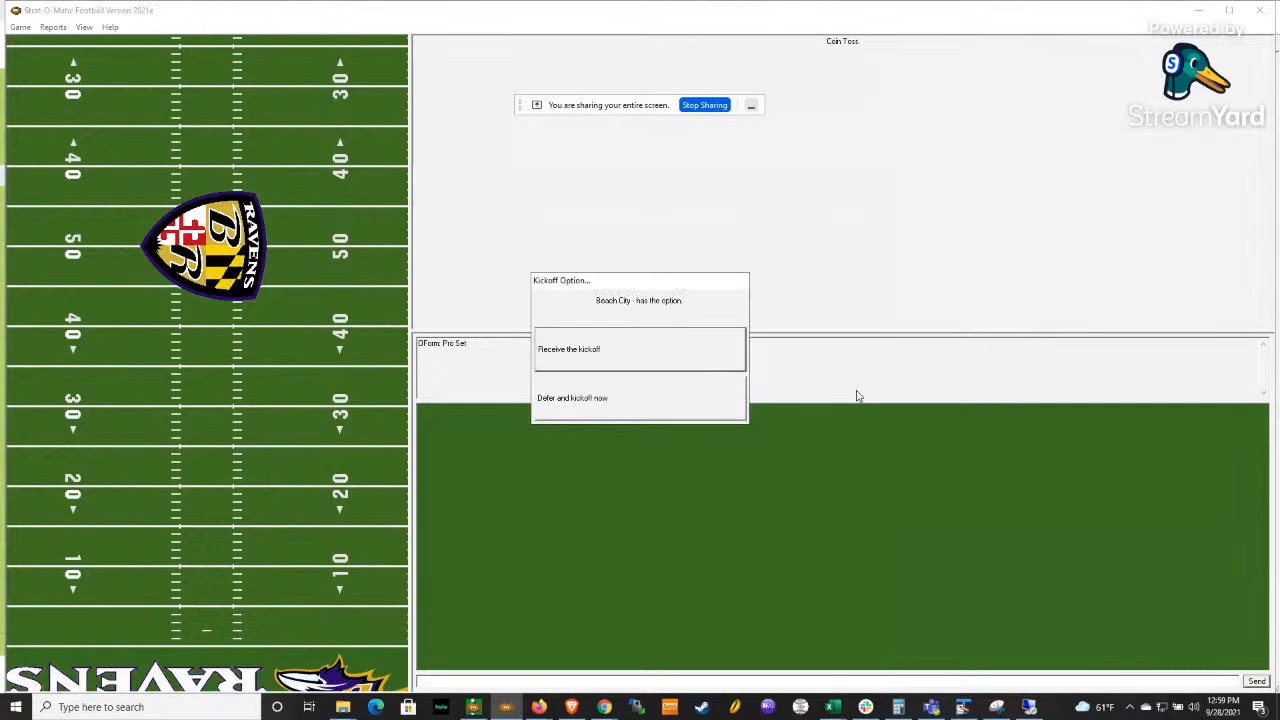 Strat-O-Matic Football Version 2021e
Game Reports View Help
Powered by
StreamYard
Coin Toss.
You are sharing your entire screen. Stop Sharing
30 30
40 40
50 50
40 40
30 30
20 20
10 10
RAVENS
B
R
Kickoff Option...
Beach City - has the option.
Receive the kickoff
Defer and kickoff now
OForm: Pro Set
RAVENS
Send
Type here to search
hulu
12:59 PM
9/28/2021